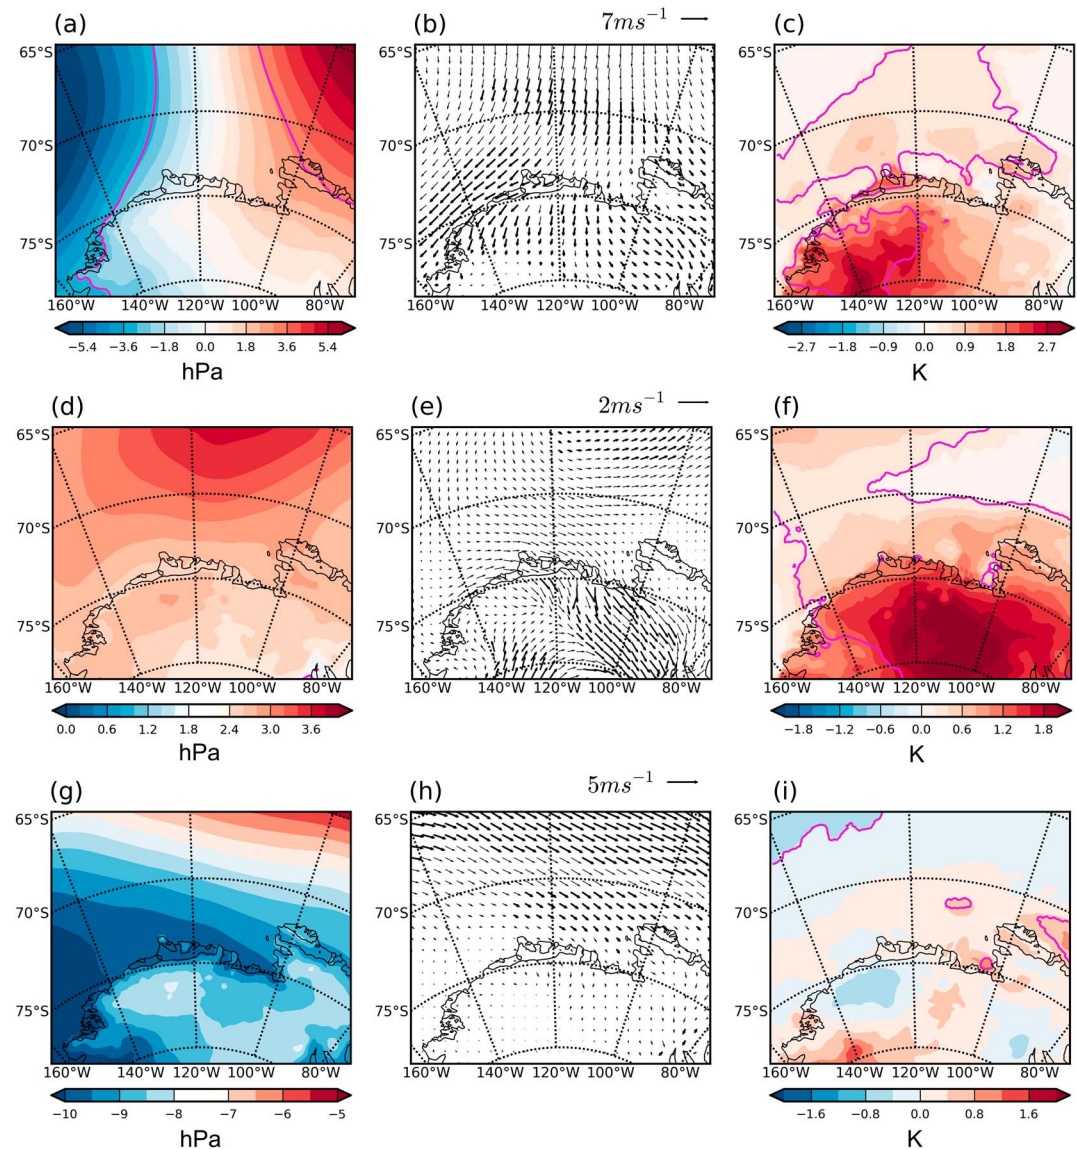 (a) (b) 7ms⁻¹ (c)
65°S 65°S 65°S
70°S 70°S 70°S
75°S 75°S 75°S
160°W 140°W 120°W 100°W 80°W 160°W 140°W 120°W 100°W 80°W 160°W 140°W 120°W 100°W 80°W
−5.4 −3.6 −1.8 0.0 1.8 3.6 5.4 −2.7 −1.8 −0.9 0.0 0.9 1.8 2.7
hPa K
(d) (e) 2ms⁻¹ (f)
65°S 65°S 65°S
70°S 70°S 70°S
75°S 75°S 75°S
160°W 140°W 120°W 100°W 80°W 160°W 140°W 120°W 100°W 80°W 160°W 140°W 120°W 100°W 80°W
0.0 0.6 1.2 1.8 2.4 3.0 3.6 −1.8 −1.2 −0.6 0.0 0.6 1.2 1.8
hPa K
(g) (h) 5ms⁻¹ (i)
65°S 65°S 65°S
70°S 70°S 70°S
75°S 75°S 75°S
160°W 140°W 120°W 100°W 80°W 160°W 140°W 120°W 100°W 80°W 160°W 140°W 120°W 100°W 80°W
−10 −9 −8 −7 −6 −5 −1.6 −0.8 0.0 0.8 1.6
hPa K